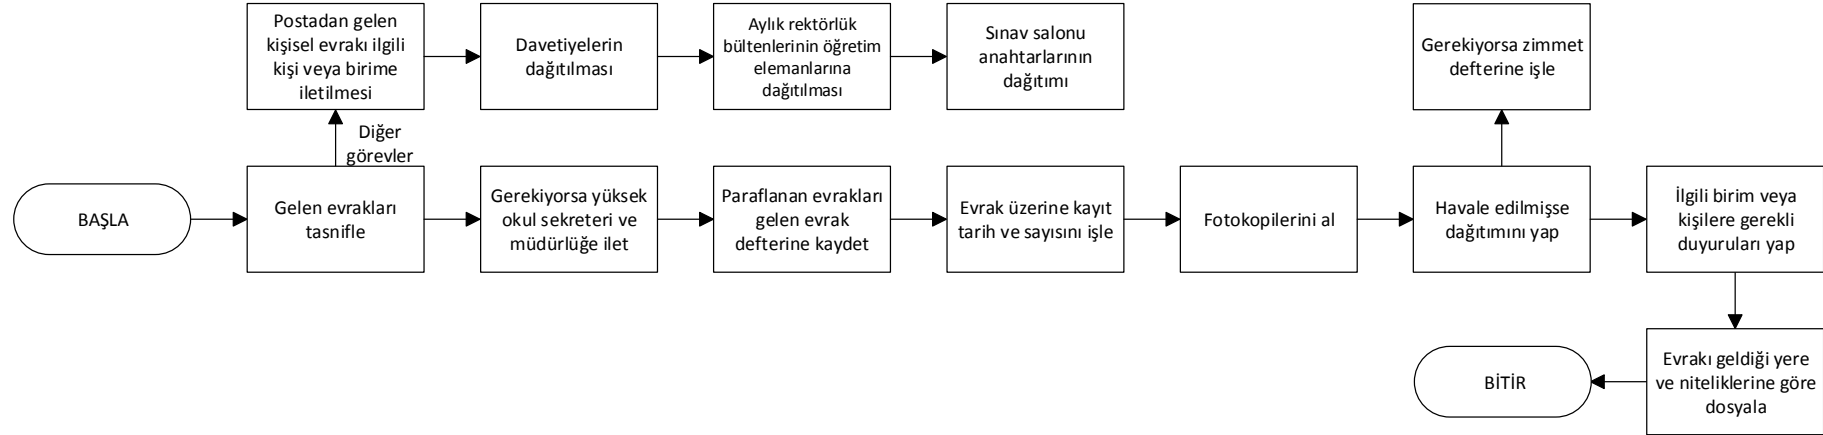 Postadan gelen
kişisel evrakı ilgili
kişi veya birime
iletilmesi
Davetiyelerin
dağıtılması
Aylık rektörlük
bültenlerinin öğretim
elemanlarına
dağıtılması
Sınav salonu
anahtarlarının
dağıtımı
Gerekiyorsa zimmet
defterine işle
Diğer
görevler
BAŞLA
Gelen evrakları
tasnifle
Gerekiyorsa yüksek
okul sekreteri ve
müdürlüğe ilet
Paraflanan evrakları
gelen evrak
defterine kaydet
Evrak üzerine kayıt
tarih ve sayısını işle
Fotokopilerini al
Havale edilmişse
dağıtımını yap
İlgili birim veya
kişilere gerekli
duyuruları yap
BİTİR
Evrakı geldiği yere
ve niteliklerine göre
dosyala